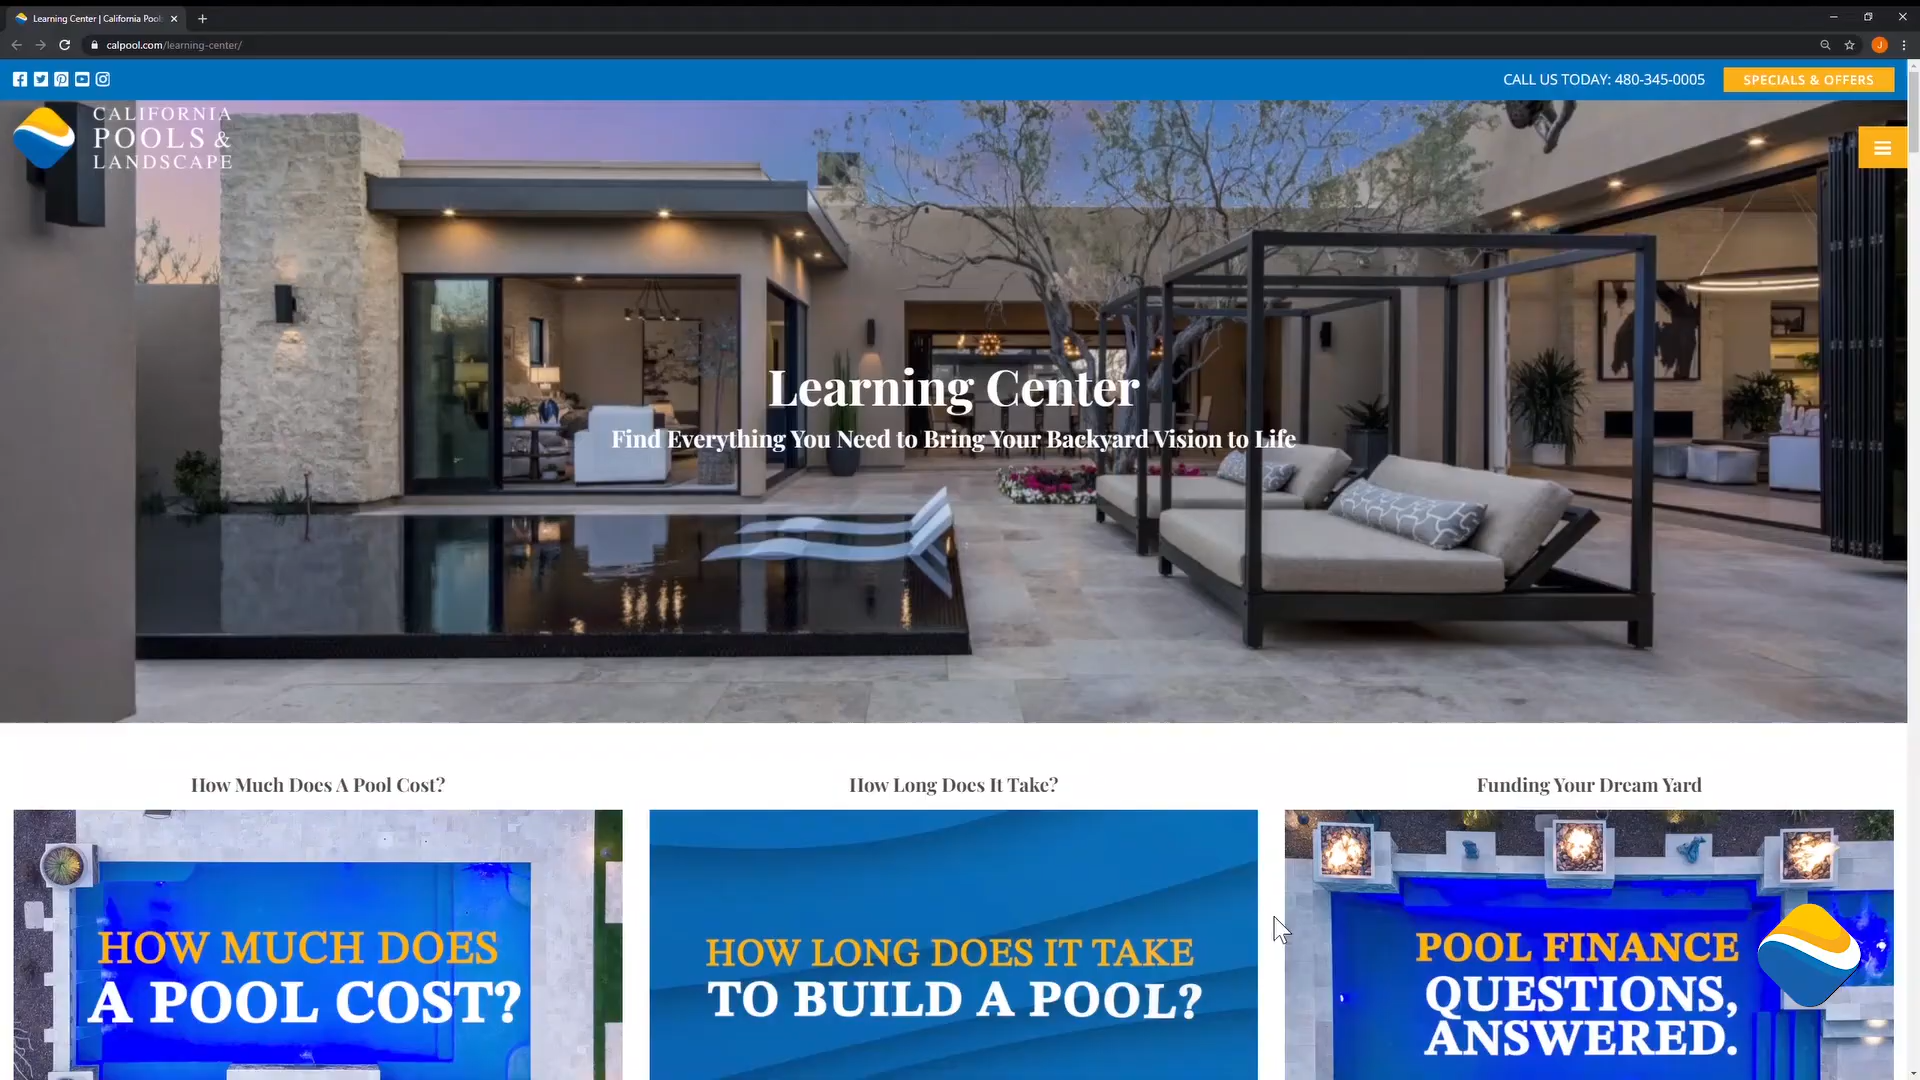 Learning Center | California Pool
calpool.com/learning-center/
J
CALL US TODAY: 480-345-0005
SPECIALS & OFFERS
CALIFORNIA
POOLS &
LANDSCAPE
Learning Center
Find Everything You Need to Bring Your Backyard Vision to Life
How Much Does A Pool Cost?
How Long Does It Take?
Funding Your Dream Yard
HOW MUCH DOES
A POOL COST?
HOW LONG DOES IT TAKE
TO BUILD A POOL?
POOL FINANCE
QUESTIONS,
ANSWERED.